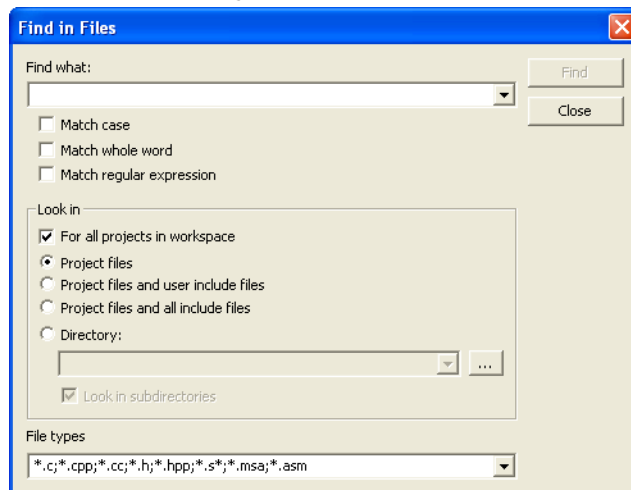 Find in Files
Find what:
Find
Close
Match case
Match whole word
Match regular expression
Look in
For all projects in workspace
Project files
Project files and user include files
Project files and all include files
Directory:
...
Look in subdirectories
File types
*.c;*.cpp;*.cc;*.h;*.hpp;*.s*;*.msa;*.asm